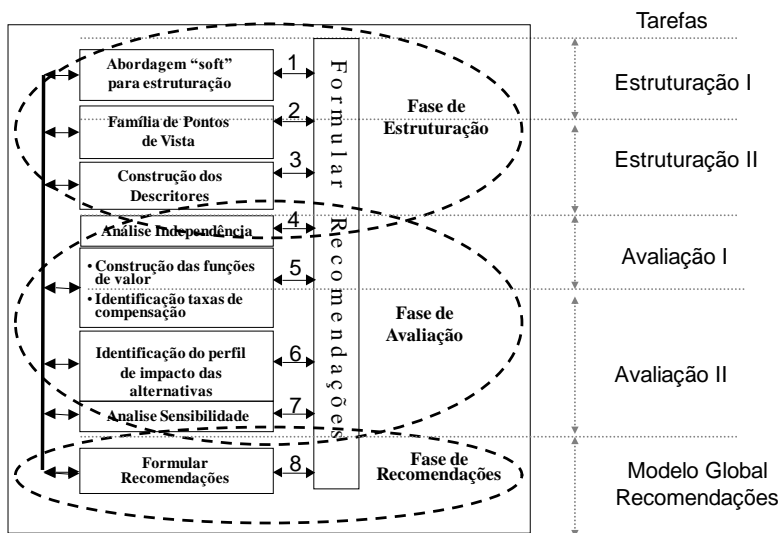 Tarefas
Abordagem “soft”
para estruturação
1
Família de Pontos
de Vista
2
Construção dos
Descritores
3
Análise Independência
4
• Construção das funções
de valor
• Identificação taxas de
compensação
5
Identificação do perfil
de impacto das
alternativas
6
Analise Sensibilidade
7
Formular
Recomendações
8
Formular Recomendações
Fase de
Estruturação
Fase de
Avaliação
Fase de
Recomendações
Estruturação I
Estruturação II
Avaliação I
Avaliação II
Modelo Global
Recomendações